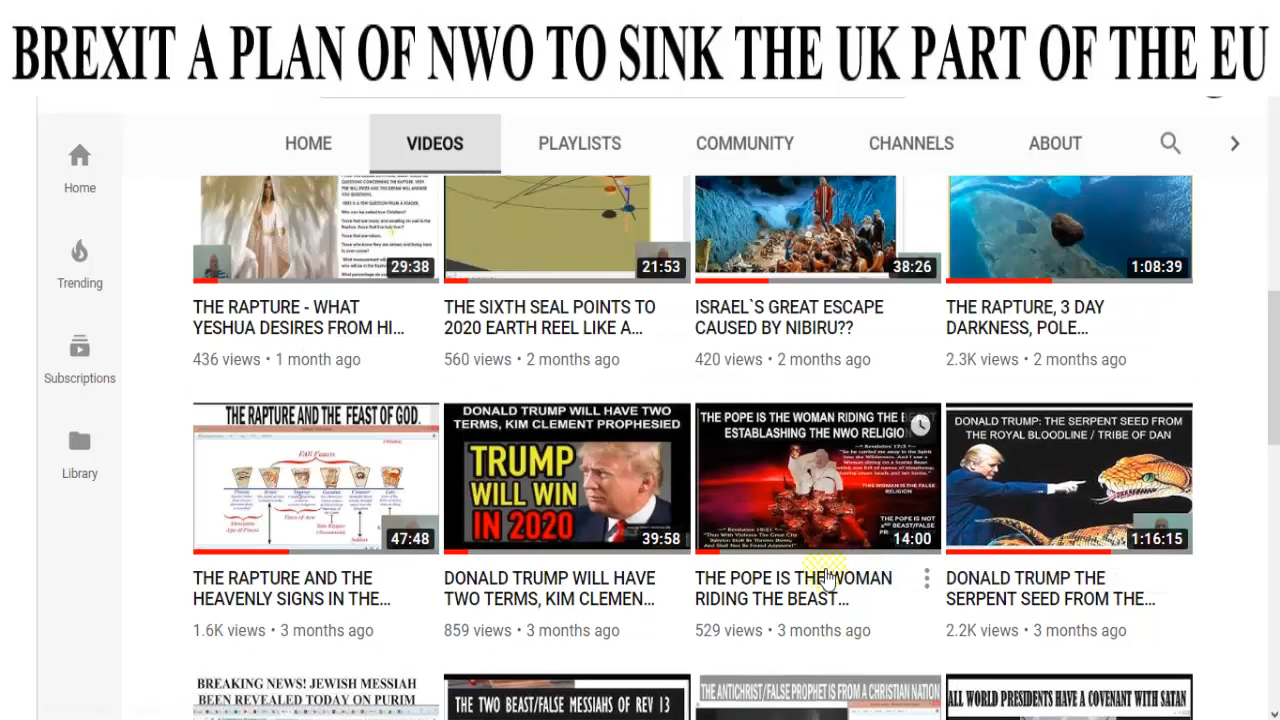 BREXIT A PLAN OF NWO TO SINK THE UK PART OF THE EU
HOME
VIDEOS
PLAYLISTS
COMMUNITY
CHANNELS
ABOUT
Home
Trending
Subscriptions
Library
29:38
21:53
38:26
1:08:39
THE RAPTURE - WHAT
YESHUA DESIRES FROM HI...
436 views • 1 month ago
THE SIXTH SEAL POINTS TO
2020 EARTH REEL LIKE A...
560 views • 2 months ago
ISRAEL`S GREAT ESCAPE
CAUSED BY NIBIRU??
420 views • 2 months ago
THE RAPTURE, 3 DAY
DARKNESS, POLE...
2.3K views • 2 months ago
THE RAPTURE AND THE FEAST OF GOD.
Fall Feasts
47:48
DONALD TRUMP WILL HAVE TWO
TERMS, KIM CLEMENT PROPHESIED
TRUMP
WILL WIN
IN 2020
39:58
THE POPE IS THE WOMAN RIDING THE
ESTABLASHING THE NWO RELIGIO
14:00
DONALD TRUMP: THE SERPENT SEED FROM
THE ROYAL BLOODLINE / TRIBE OF DAN
1:16:15
THE RAPTURE AND THE
HEAVENLY SIGNS IN THE...
1.6K views • 3 months ago
DONALD TRUMP WILL HAVE
TWO TERMS, KIM CLEMEN...
859 views • 3 months ago
THE POPE IS THE WOMAN
RIDING THE BEAST...
529 views • 3 months ago
DONALD TRUMP THE
SERPENT SEED FROM THE...
2.2K views • 3 months ago
BREAKING NEWS! JEWISH MESSIAH
BEEN REVEALED TODAY ON PURIM
THE TWO BEAST/FALSE MESSIAHS OF REV 13
THE ANTICHRIST/FALSE PROPHET IS FROM A CHRISTIAN NATION
ALL WORLD PRESIDENTS HAVE A COVENANT WITH SATAN